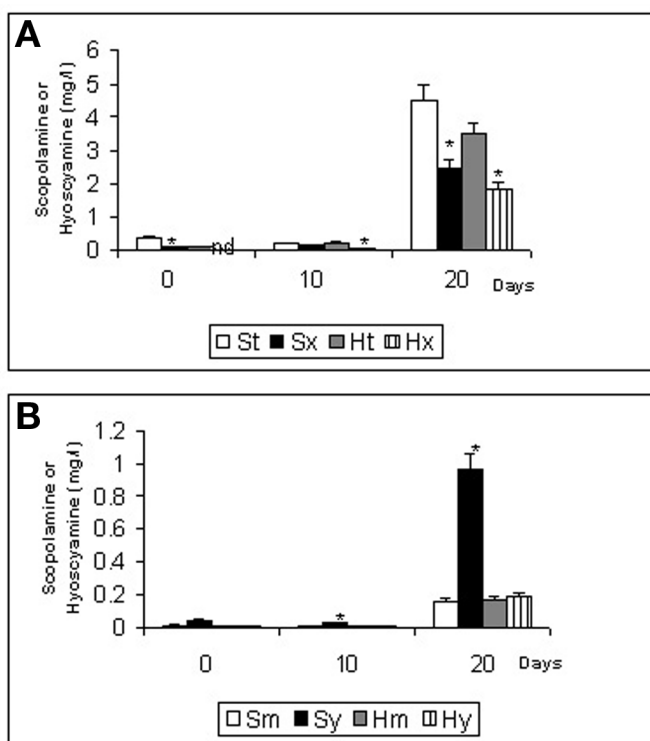 A
Scopolamine or
Hyoscyamine (mg/l)
6
5
4
3
2
1
0
*
nd
*
*
*
0 10 20 Days
St Sx Ht Hx
B
Scopolamine or
Hyoscyamine (mg/l)
1.2
1
0.8
0.6
0.4
0.2
0
*
*
0 10 20 Days
Sm Sy Hm Hy